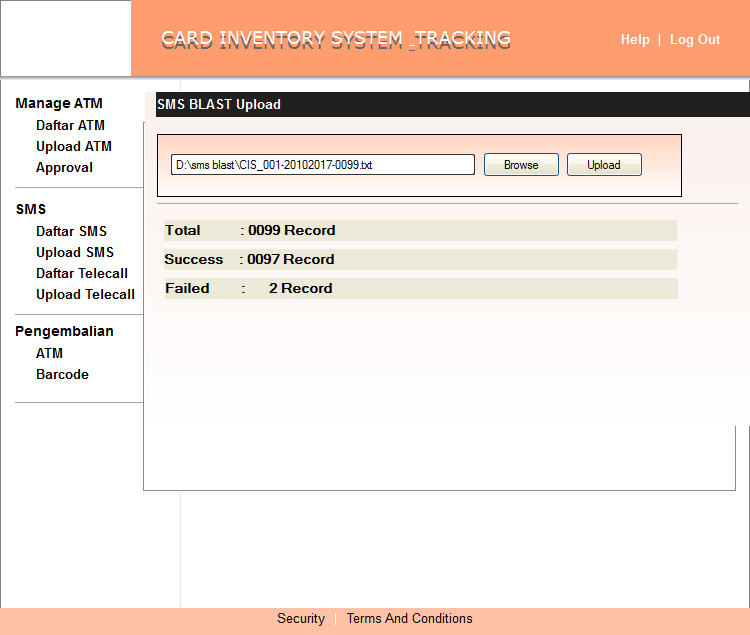 CARD INVENTORY SYSTEM _TRACKING
Help | Log Out
Manage ATM
Daftar ATM
Upload ATM
Approval
SMS
Daftar SMS
Upload SMS
Daftar Telecall
Upload Telecall
Pengembalian
ATM
Barcode
SMS BLAST Upload
D:\sms blast\CIS_001-20102017-0099.txt
Browse
Upload
Total : 0099 Record
Success : 0097 Record
Failed : 2 Record
Security | Terms And Conditions